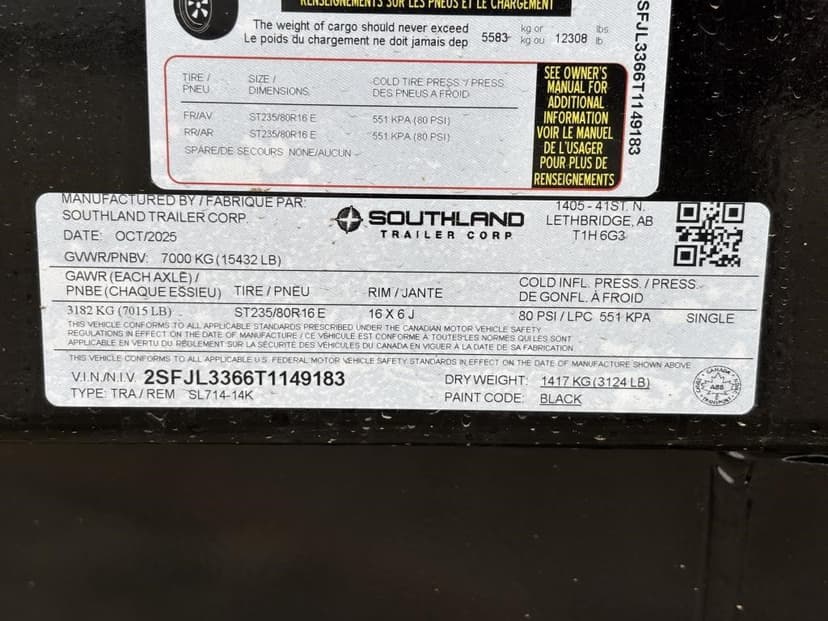 RENSEIGNEMENTS SUR LES PNEUS ET LE CHARGEMENT
The weight of cargo should never exceed 5583 kg or 12308 lbs
Le poids du chargement ne doit jamais dep kg ou lb
TIRE / SIZE / COLD TIRE PRESS / PRESS
PNEU DES PNEUS A FROID
FR/AV ST235/80R16 E 551 KPA (80 PSI)
RR/AR ST235/80R16 E 551 KPA (80 PSI)
SPARE/DE SECOURS NONE/AUCUN
SEE OWNER'S
MANUAL FOR
ADDITIONAL
INFORMATION
VOIR LE MANUEL
DE L'USAGER
POUR PLUS DE
RENSEIGNEMENTS
2SFJL3366T1149183
MANUFACTURED BY / FABRIQUE PAR:
SOUTHLAND TRAILER CORP.
DATE: OCT/2025
SOUTHLAND
TRAILER CORP
1405 - 41ST. N.
LETHBRIDGE, AB
T1H 6G3
GVWR/PNBV: 7000 KG (15432 LB)
GAWR (EACH AXLE) / COLD INFL. PRESS. / PRESS.
PNBE (CHAQUE ESSIEU) TIRE / PNEU RIM / JANTE DE GONFL. À FROID
3182 KG (7015 LB) ST235/80R16 E 16 X 6 J 80 PSI / LPC 551 KPA SINGLE
THIS VEHICLE CONFORMS TO ALL APPLICABLE STANDARDS PRESCRIBED UNDER THE CANADIAN MOTOR VEHICLE SAFETY
REGULATIONS IN EFFECT ON THE DATE OF MANUFACTURE / CE VÉHICULE EST CONFORME À TOUTES LES NORMES QUI LES SONT
APPLICABLE EN VERTU DU RÈGLEMENT SUR LA SÉCURITÉ DES VÉHICULES DU CANADA EN VIGUER A LA DATE DE SA FABRICATION
THIS VEHICLE CONFORMS TO ALL APPLICABLE U.S. FEDERAL MOTOR VEHICLE SAFETY STANDARDS IN EFFECT ON THE DATE OF MANUFACTURE SHOWN ABOVE
V.I.N/N.I.V. 2SFJL3366T1149183 DRY WEIGHT: 1417 KG (3124 LB)
TYPE: TRA / REM SL714-14K PAINT CODE: BLACK
CANADA
TRANSPORT